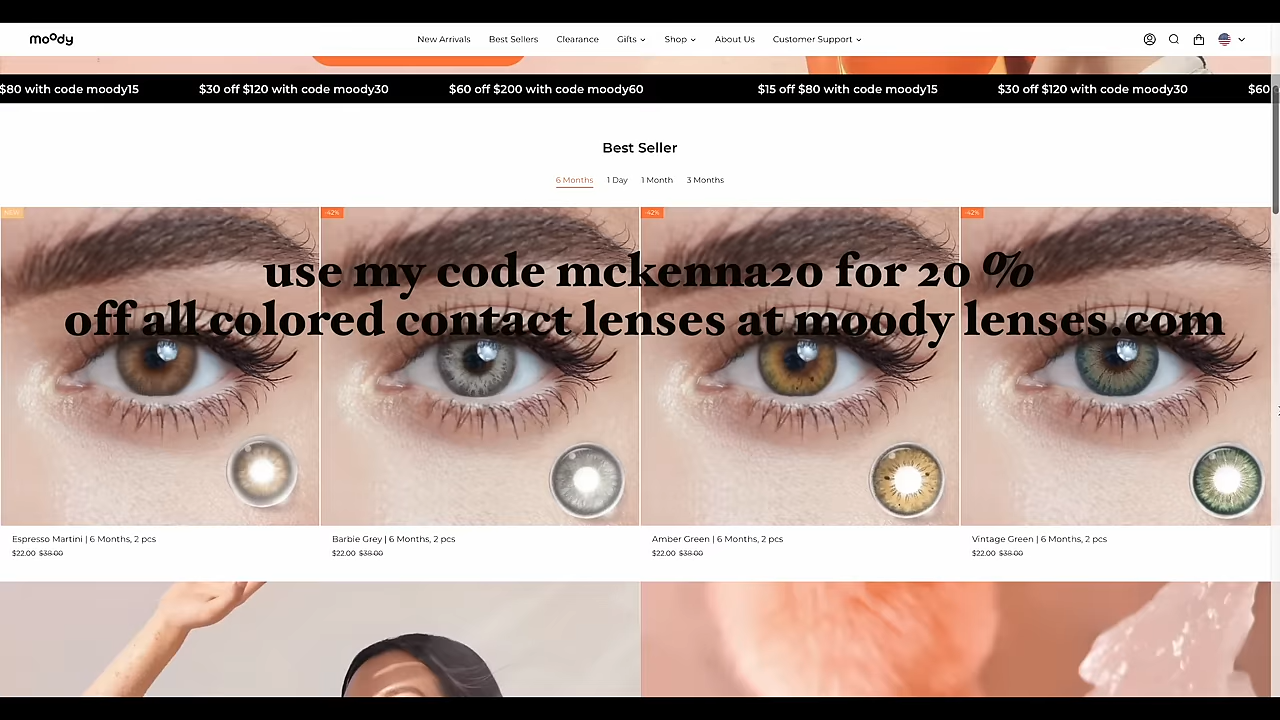 moody
New Arrivals Best Sellers Clearance Gifts Shop About Us Customer Support
$80 with code moody15 $30 off $120 with code moody30 $60 off $200 with code moody60 $15 off $80 with code moody15 $30 off $120 with code moody30 $60
Best Seller
6 Months 1 Day 1 Month 3 Months
NEW -42% -42% -42%
use my code mckenna20 for 20 %
off all colored contact lenses at moody lenses.com
Espresso Martini | 6 Months, 2 pcs Barbie Grey | 6 Months, 2 pcs Amber Green | 6 Months, 2 pcs Vintage Green | 6 Months, 2 pcs
$22.00 $38.00 $22.00 $38.00 $22.00 $38.00 $22.00 $38.00